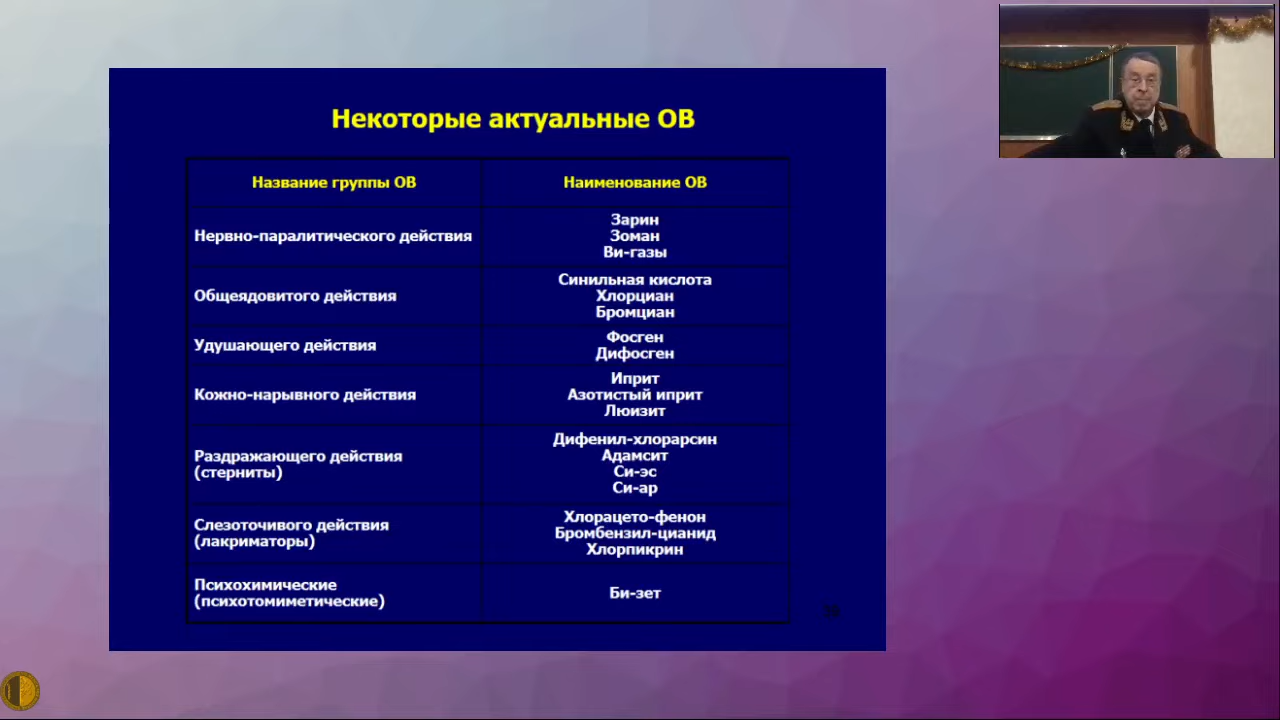 Некоторые актуальные ОВ
Название группы ОВ
Наименование ОВ
Нервно-паралитического действия
Зарин
Зоман
Ви-газы
Общеядовитого действия
Синильная кислота
Хлорциан
Бромциан
Удушающего действия
Фосген
Дифосген
Кожно-нарывного действия
Иприт
Азотистый иприт
Люизит
Раздражающего действия
(стерниты)
Дифенил-хлорарсин
Адамсит
Си-эс
Си-ар
Слезоточивого действия
(лакриматоры)
Хлорацето-фенон
Бромбензил-цианид
Хлорпикрин
Психохимические
(психотомиметические)
Би-зет